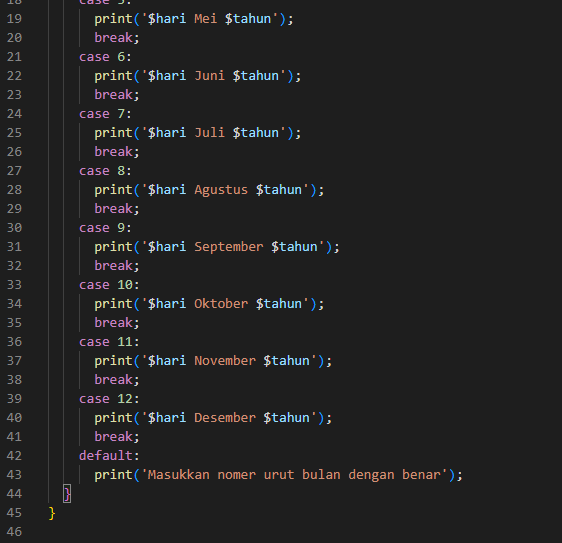 18 case 5:
19 print('$hari Mei $tahun');
20 break;
21 case 6:
22 print('$hari Juni $tahun');
23 break;
24 case 7:
25 print('$hari Juli $tahun');
26 break;
27 case 8:
28 print('$hari Agustus $tahun');
29 break;
30 case 9:
31 print('$hari September $tahun');
32 break;
33 case 10:
34 print('$hari Oktober $tahun');
35 break;
36 case 11:
37 print('$hari November $tahun');
38 break;
39 case 12:
40 print('$hari Desember $tahun');
41 break;
42 default:
43 print('Masukkan nomer urut bulan dengan benar');
44 }
45 }
46